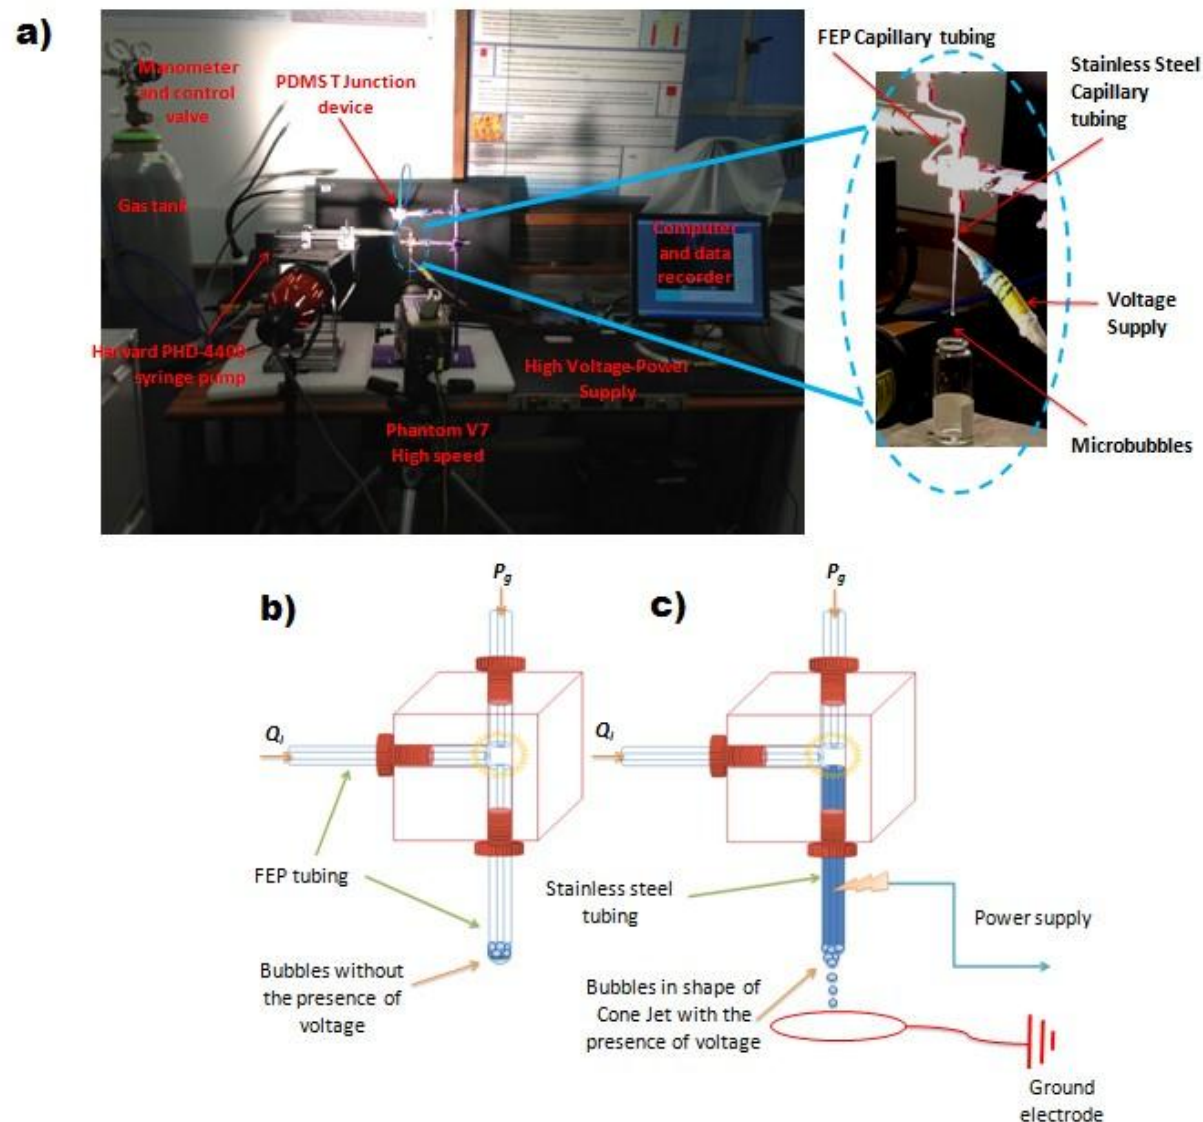 a)
Manometer
and control
valve
PDMS T Junction
device
Gas tank
Computer
and data
recorder
Harvard PHD-4400
syringe pump
High Voltage Power
Supply
Phantom V7
High speed
FEP Capillary tubing
Stainless Steel
Capillary
tubing
Voltage
Supply
Microbubbles
b)
Pg
Ql
FEP tubing
Bubbles without
the presence of
voltage
c)
Pg
Ql
Stainless steel
tubing
Power supply
Bubbles in shape of
Cone Jet with the
presence of voltage
Ground
electrode